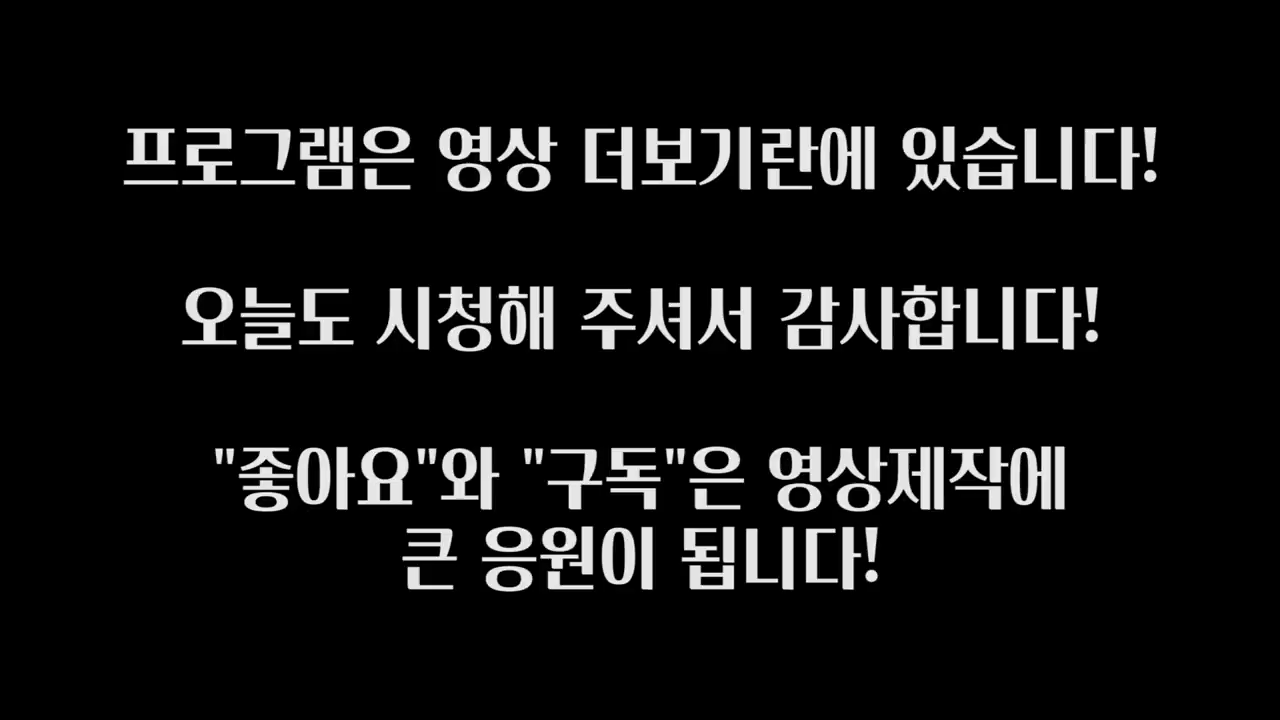 프로그램은 영상 더보기란에 있습니다!
오늘도 시청해 주셔서 감사합니다!
"좋아요"와 "구독"은 영상제작에
큰 응원이 됩니다!